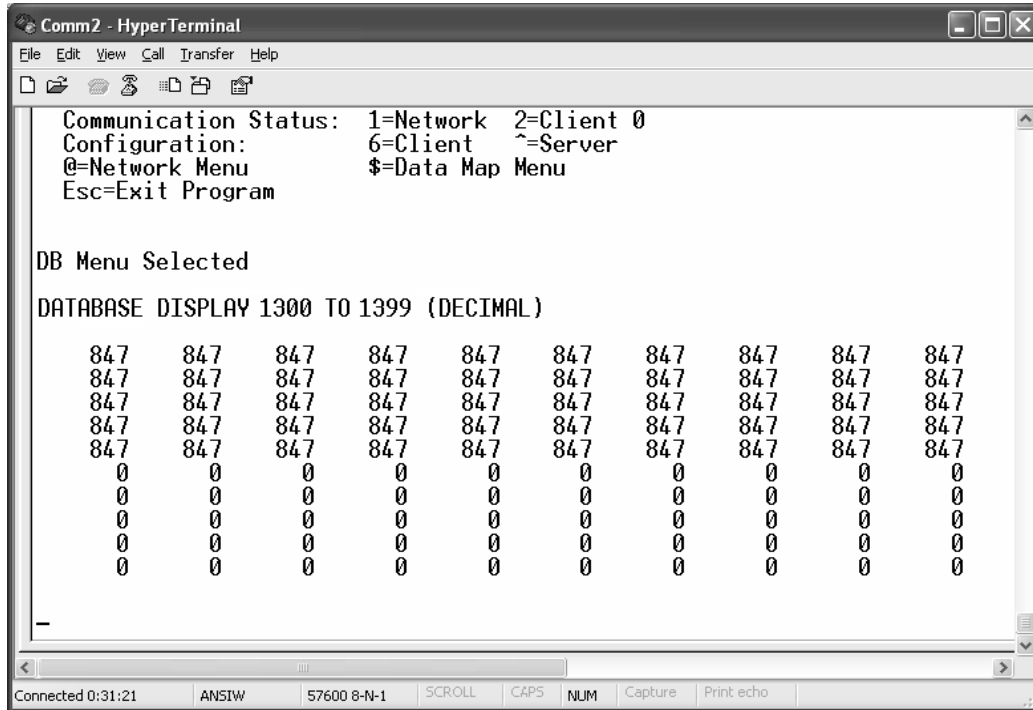 Comm2 - HyperTerminal
File Edit View Call Transfer Help
Communication Status: 1=Network 2=Client 0
Configuration: 6=Client ^=Server
@=Network Menu $=Data Map Menu
Esc=Exit Program
DB Menu Selected
DATABASE DISPLAY 1300 TO 1399 (DECIMAL)
847 847 847 847 847 847 847 847 847 847
847 847 847 847 847 847 847 847 847 847
847 847 847 847 847 847 847 847 847 847
847 847 847 847 847 847 847 847 847 847
847 847 847 847 847 847 847 847 847 847
0 0 0 0 0 0 0 0 0 0
0 0 0 0 0 0 0 0 0 0
0 0 0 0 0 0 0 0 0 0
0 0 0 0 0 0 0 0 0 0
0 0 0 0 0 0 0 0 0 0
Connected 0:31:21 ANSIW 57600 8-N-1 SCROLL CAPS NUM Capture Print echo